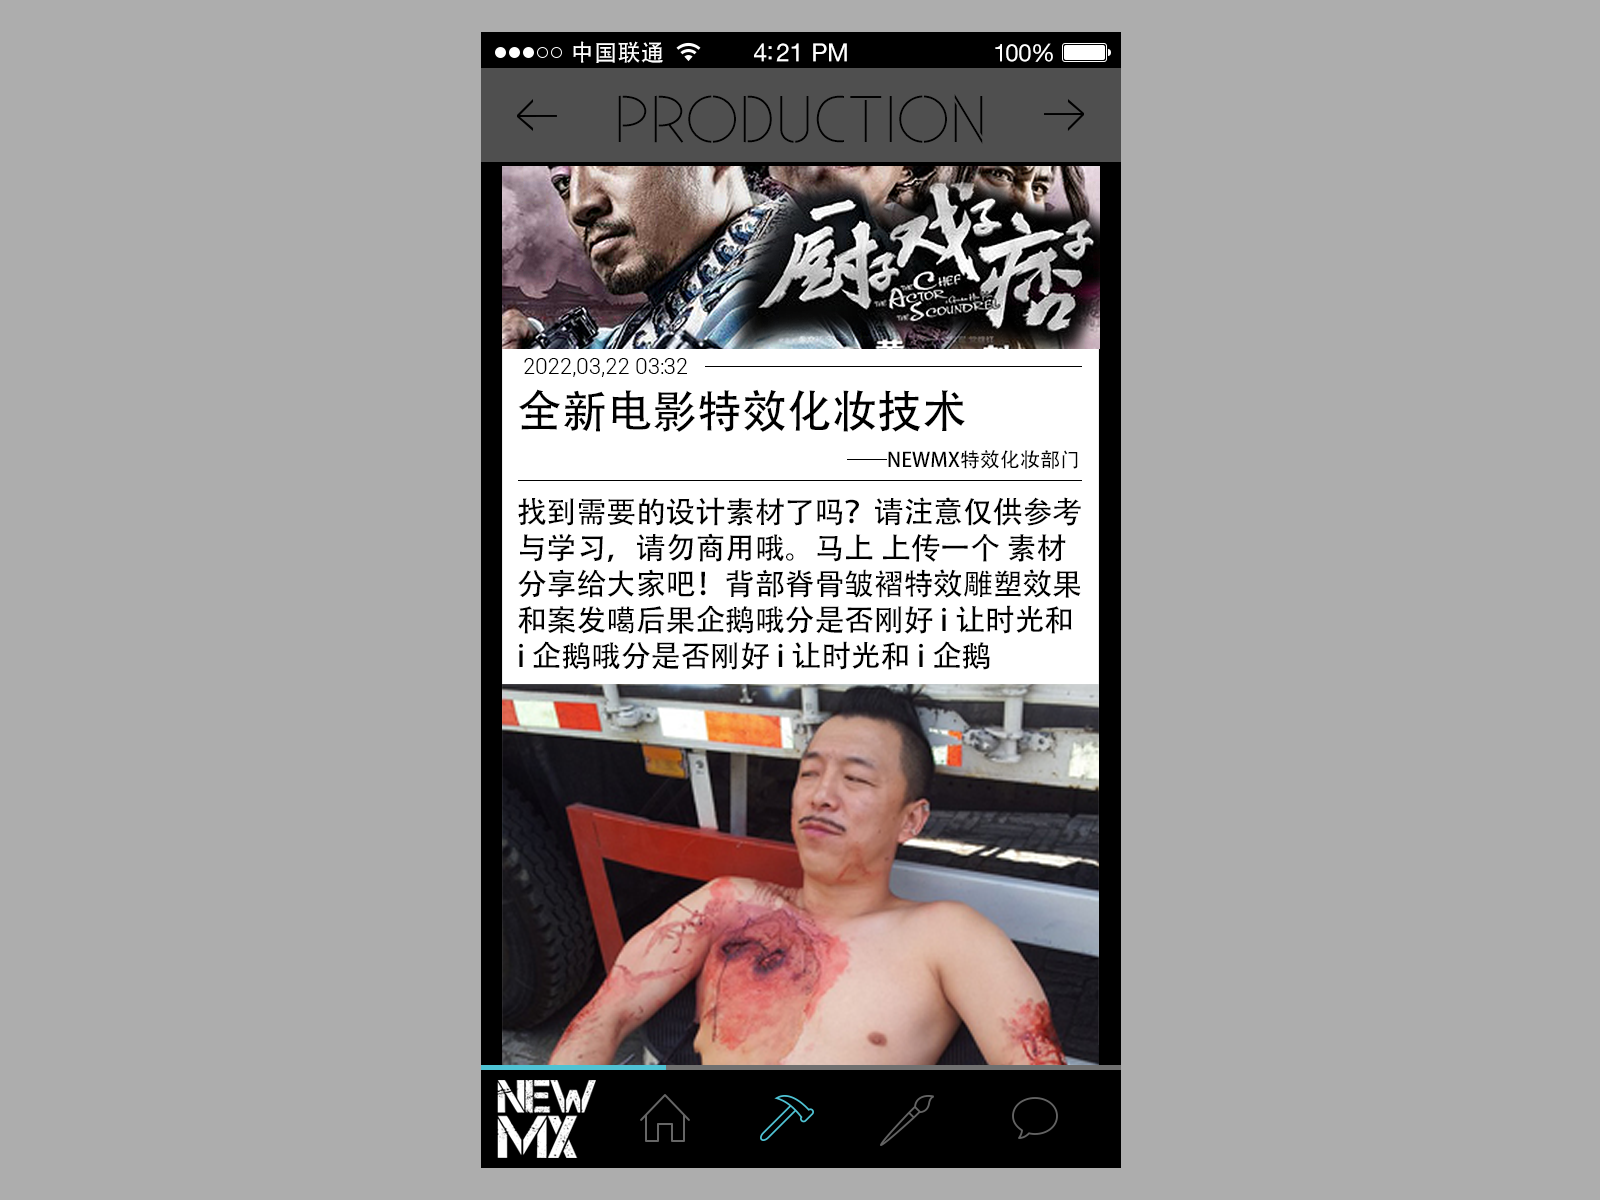 中国联通 4:21 PM 100%
PRODUCTION
厨子戏子痞子
THE CHEF
THE ACTOR
THE SCOUNDREL
2022,03,22 03:32
全新电影特效化妆技术
——NEWMX特效化妆部门
找到需要的设计素材了吗？请注意仅供参考
与学习，请勿商用哦。马上 上传一个 素材
分享给大家吧！背部脊骨皱褶特效雕塑效果
和案发噶后果企鹅哦分是否刚好 i 让时光和
i 企鹅哦分是否刚好 i 让时光和 i 企鹅
NEW
MX